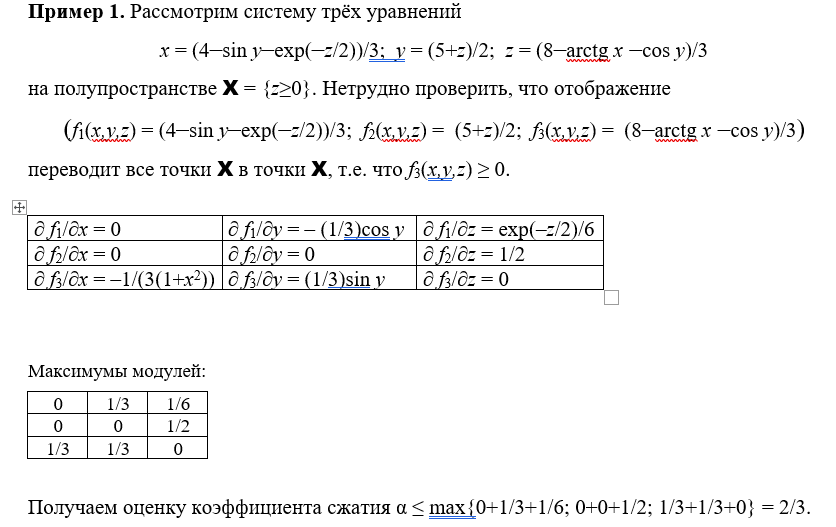 Пример 1. Рассмотрим систему трёх уравнений
x = (4−sin y−exp(−z/2))/3; y = (5+z)/2; z = (8−arctg x −cos y)/3
на полупространстве X = {z≥0}. Нетрудно проверить, что отображение
(f₁(x,y,z) = (4−sin y−exp(−z/2))/3; f₂(x,y,z) = (5+z)/2; f₃(x,y,z) = (8−arctg x −cos y)/3)
переводит все точки X в точки X, т.е. что f₃(x,y,z) ≥ 0.
∂ f₁/∂x = 0 ∂ f₁/∂y = – (1/3)cos y ∂ f₁/∂z = exp(−z/2)/6
∂ f₂/∂x = 0 ∂ f₂/∂y = 0 ∂ f₂/∂z = 1/2
∂ f₃/∂x = –1/(3(1+x²)) ∂ f₃/∂y = (1/3)sin y ∂ f₃/∂z = 0
Максимумы модулей:
0 1/3 1/6
0 0 1/2
1/3 1/3 0
Получаем оценку коэффициента сжатия α ≤ max{0+1/3+1/6; 0+0+1/2; 1/3+1/3+0} = 2/3.